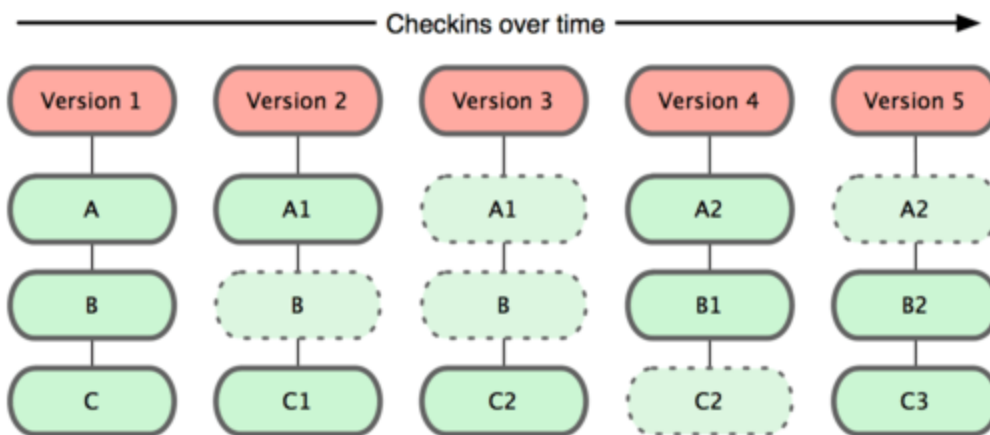 Checkins over time
Version 1 Version 2 Version 3 Version 4 Version 5
A A1 A1 A2 A2
B B B B1 B2
C C1 C2 C2 C3